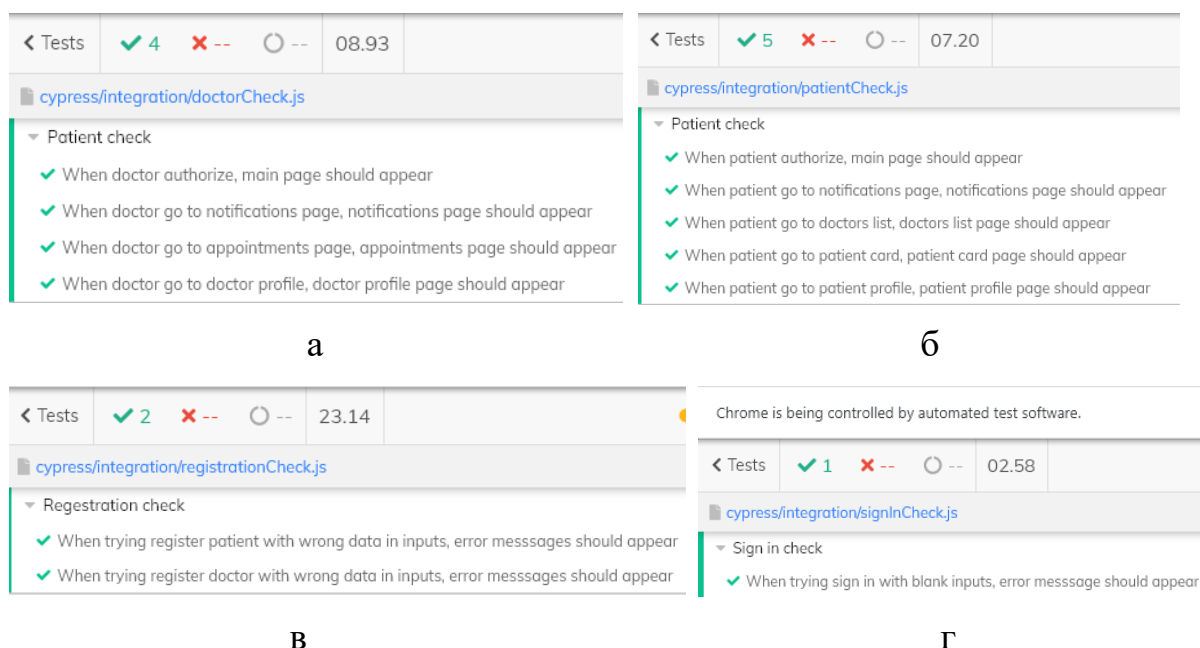 Tests 4 -- -- 08.93
cypress/integration/doctorCheck.js
Patient check
When doctor authorize, main page should appear
When doctor go to notifications page, notifications page should appear
When doctor go to appointments page, appointments page should appear
When doctor go to doctor profile, doctor profile page should appear
а
Tests 5 -- -- 07.20
cypress/integration/patientCheck.js
Patient check
When patient authorize, main page should appear
When patient go to notifications page, notifications page should appear
When patient go to doctors list, doctors list page should appear
When patient go to patient card, patient card page should appear
When patient go to patient profile, patient profile page should appear
б
Tests 2 -- -- 23.14
cypress/integration/registrationCheck.js
Regestration check
When trying register patient with wrong data in inputs, error messsages should appear
When trying register doctor with wrong data in inputs, error messsages should appear
в
Chrome is being controlled by automated test software.
Tests 1 -- -- 02.58
cypress/integration/signInCheck.js
Sign in check
When trying sign in with blank inputs, error messsage should appear
г